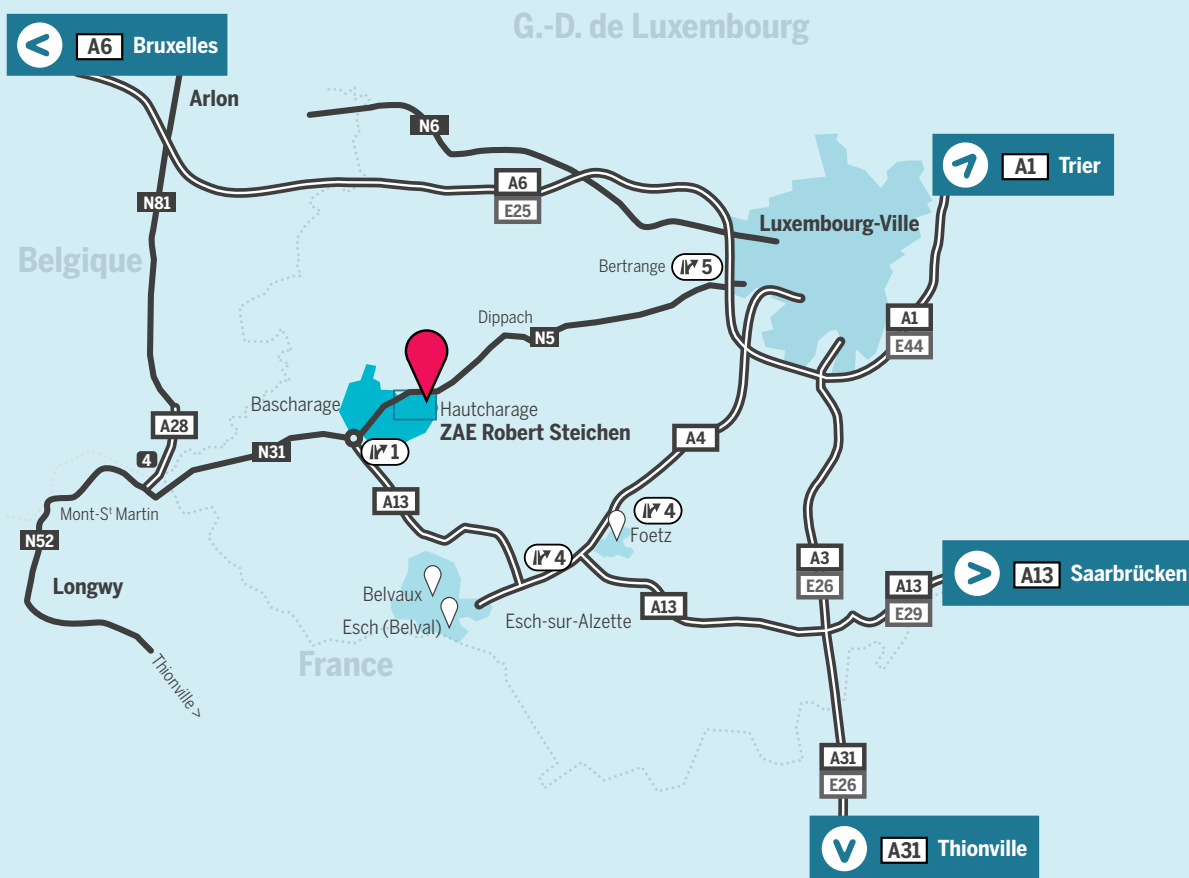 G.-D. de Luxembourg
A6 Bruxelles
Arlon
N6
A1 Trier
A6
E25
N81
Luxembourg-Ville
Belgique
Bertrange 5
Dippach
N5
A1
E44
Bascharage
Hautcharage
ZAE Robert Steichen
A28
A4
1
N31
4
A13
Mont-Sᵗ Martin
4
Foetz
N52
4
A3
E26
A13 Saarbrücken
A13
E29
Longwy
Belvaux
Esch (Belval)
Esch-sur-Alzette
A13
France
Thionville >
A31
E26
A31 Thionville